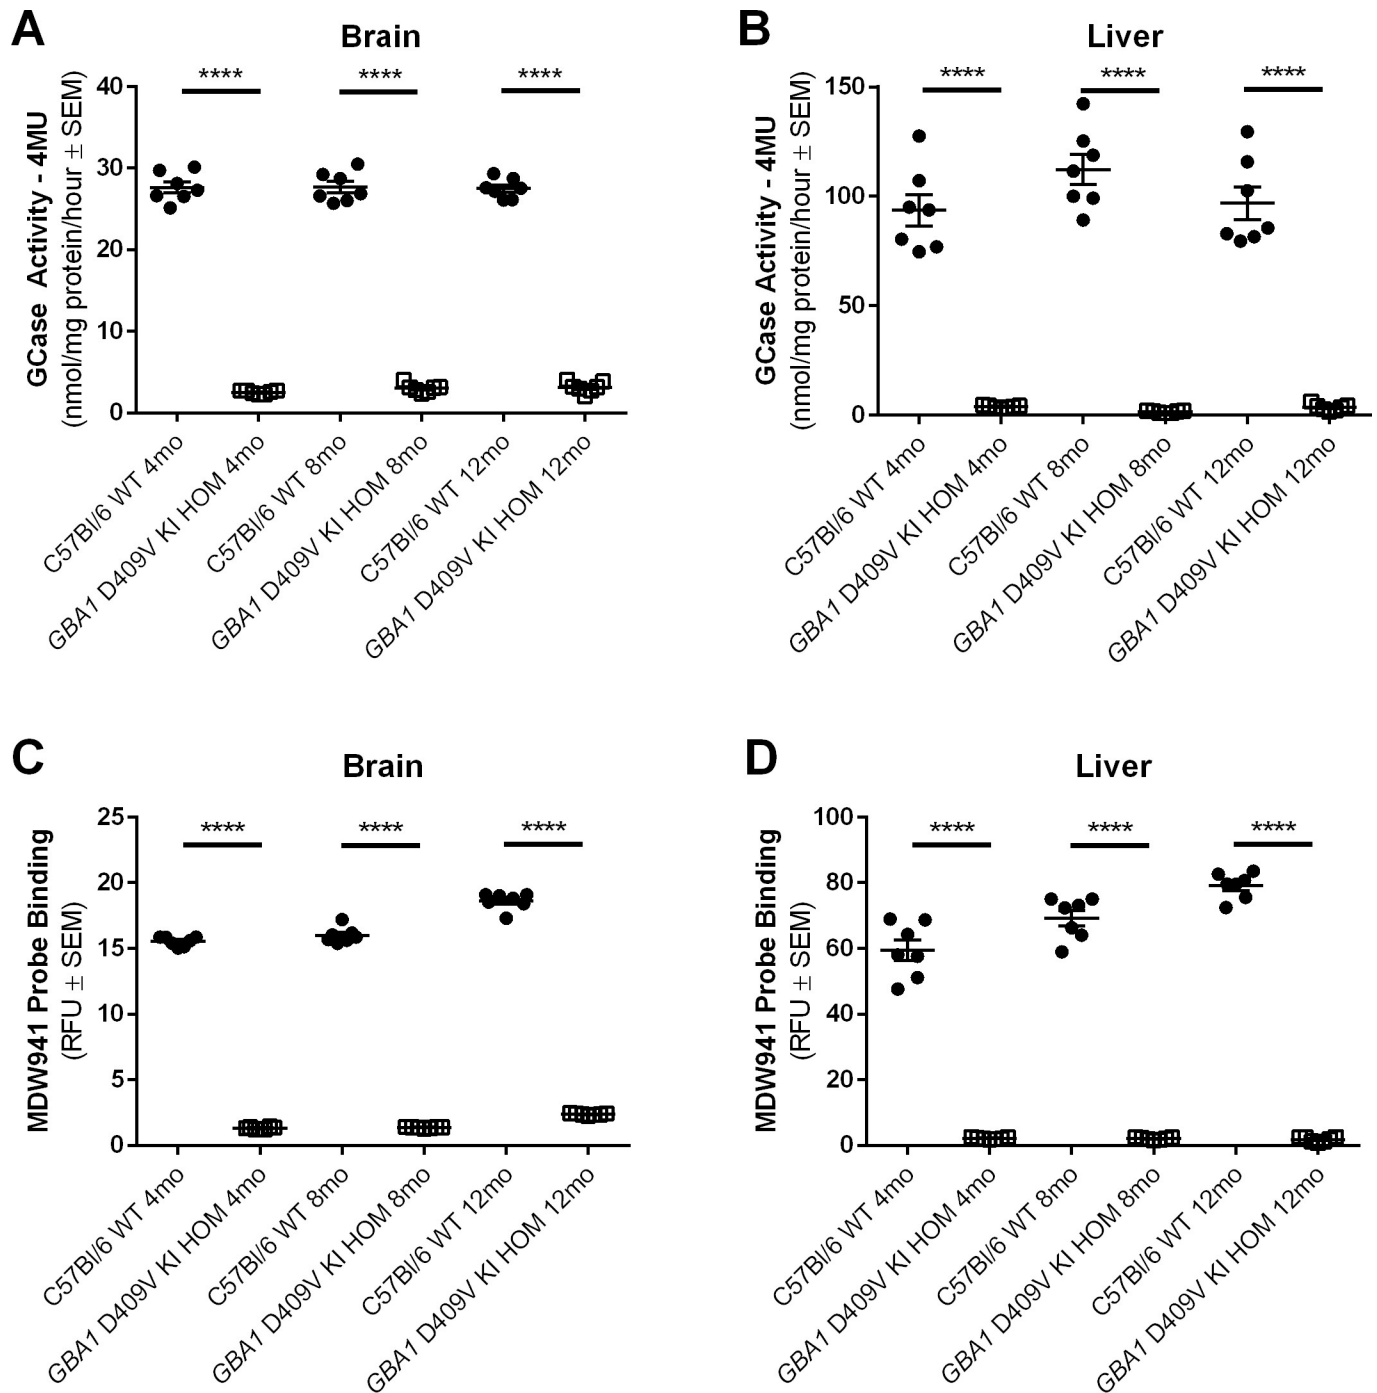 A
Brain
GCase Activity - 4MU
(nmol/mg protein/hour ± SEM)
40
30
20
10
0
**** **** ****
C57Bl/6 WT 4mo
GBA1 D409V KI HOM 4mo
C57Bl/6 WT 8mo
GBA1 D409V KI HOM 8mo
C57Bl/6 WT 12mo
GBA1 D409V KI HOM 12mo
B
Liver
GCase Activity - 4MU
(nmol/mg protein/hour ± SEM)
150
100
50
0
**** **** ****
C57Bl/6 WT 4mo
GBA1 D409V KI HOM 4mo
C57Bl/6 WT 8mo
GBA1 D409V KI HOM 8mo
C57Bl/6 WT 12mo
GBA1 D409V KI HOM 12mo
C
Brain
MDW941 Probe Binding
(RFU ± SEM)
25
20
15
10
5
0
**** **** ****
C57Bl/6 WT 4mo
GBA1 D409V KI HOM 4mo
C57Bl/6 WT 8mo
GBA1 D409V KI HOM 8mo
C57Bl/6 WT 12mo
GBA1 D409V KI HOM 12mo
D
Liver
MDW941 Probe Binding
(RFU ± SEM)
100
80
60
40
20
0
**** **** ****
C57Bl/6 WT 4mo
GBA1 D409V KI HOM 4mo
C57Bl/6 WT 8mo
GBA1 D409V KI HOM 8mo
C57Bl/6 WT 12mo
GBA1 D409V KI HOM 12mo